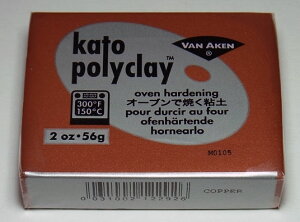 kato
polyclay™
VAN AKEN
®
300°F
150°C
2 oz・56g
oven hardening
オーブンで焼く粘土
pour durcir au four
ofenhärtende
hornearlo
M0105
COPPER